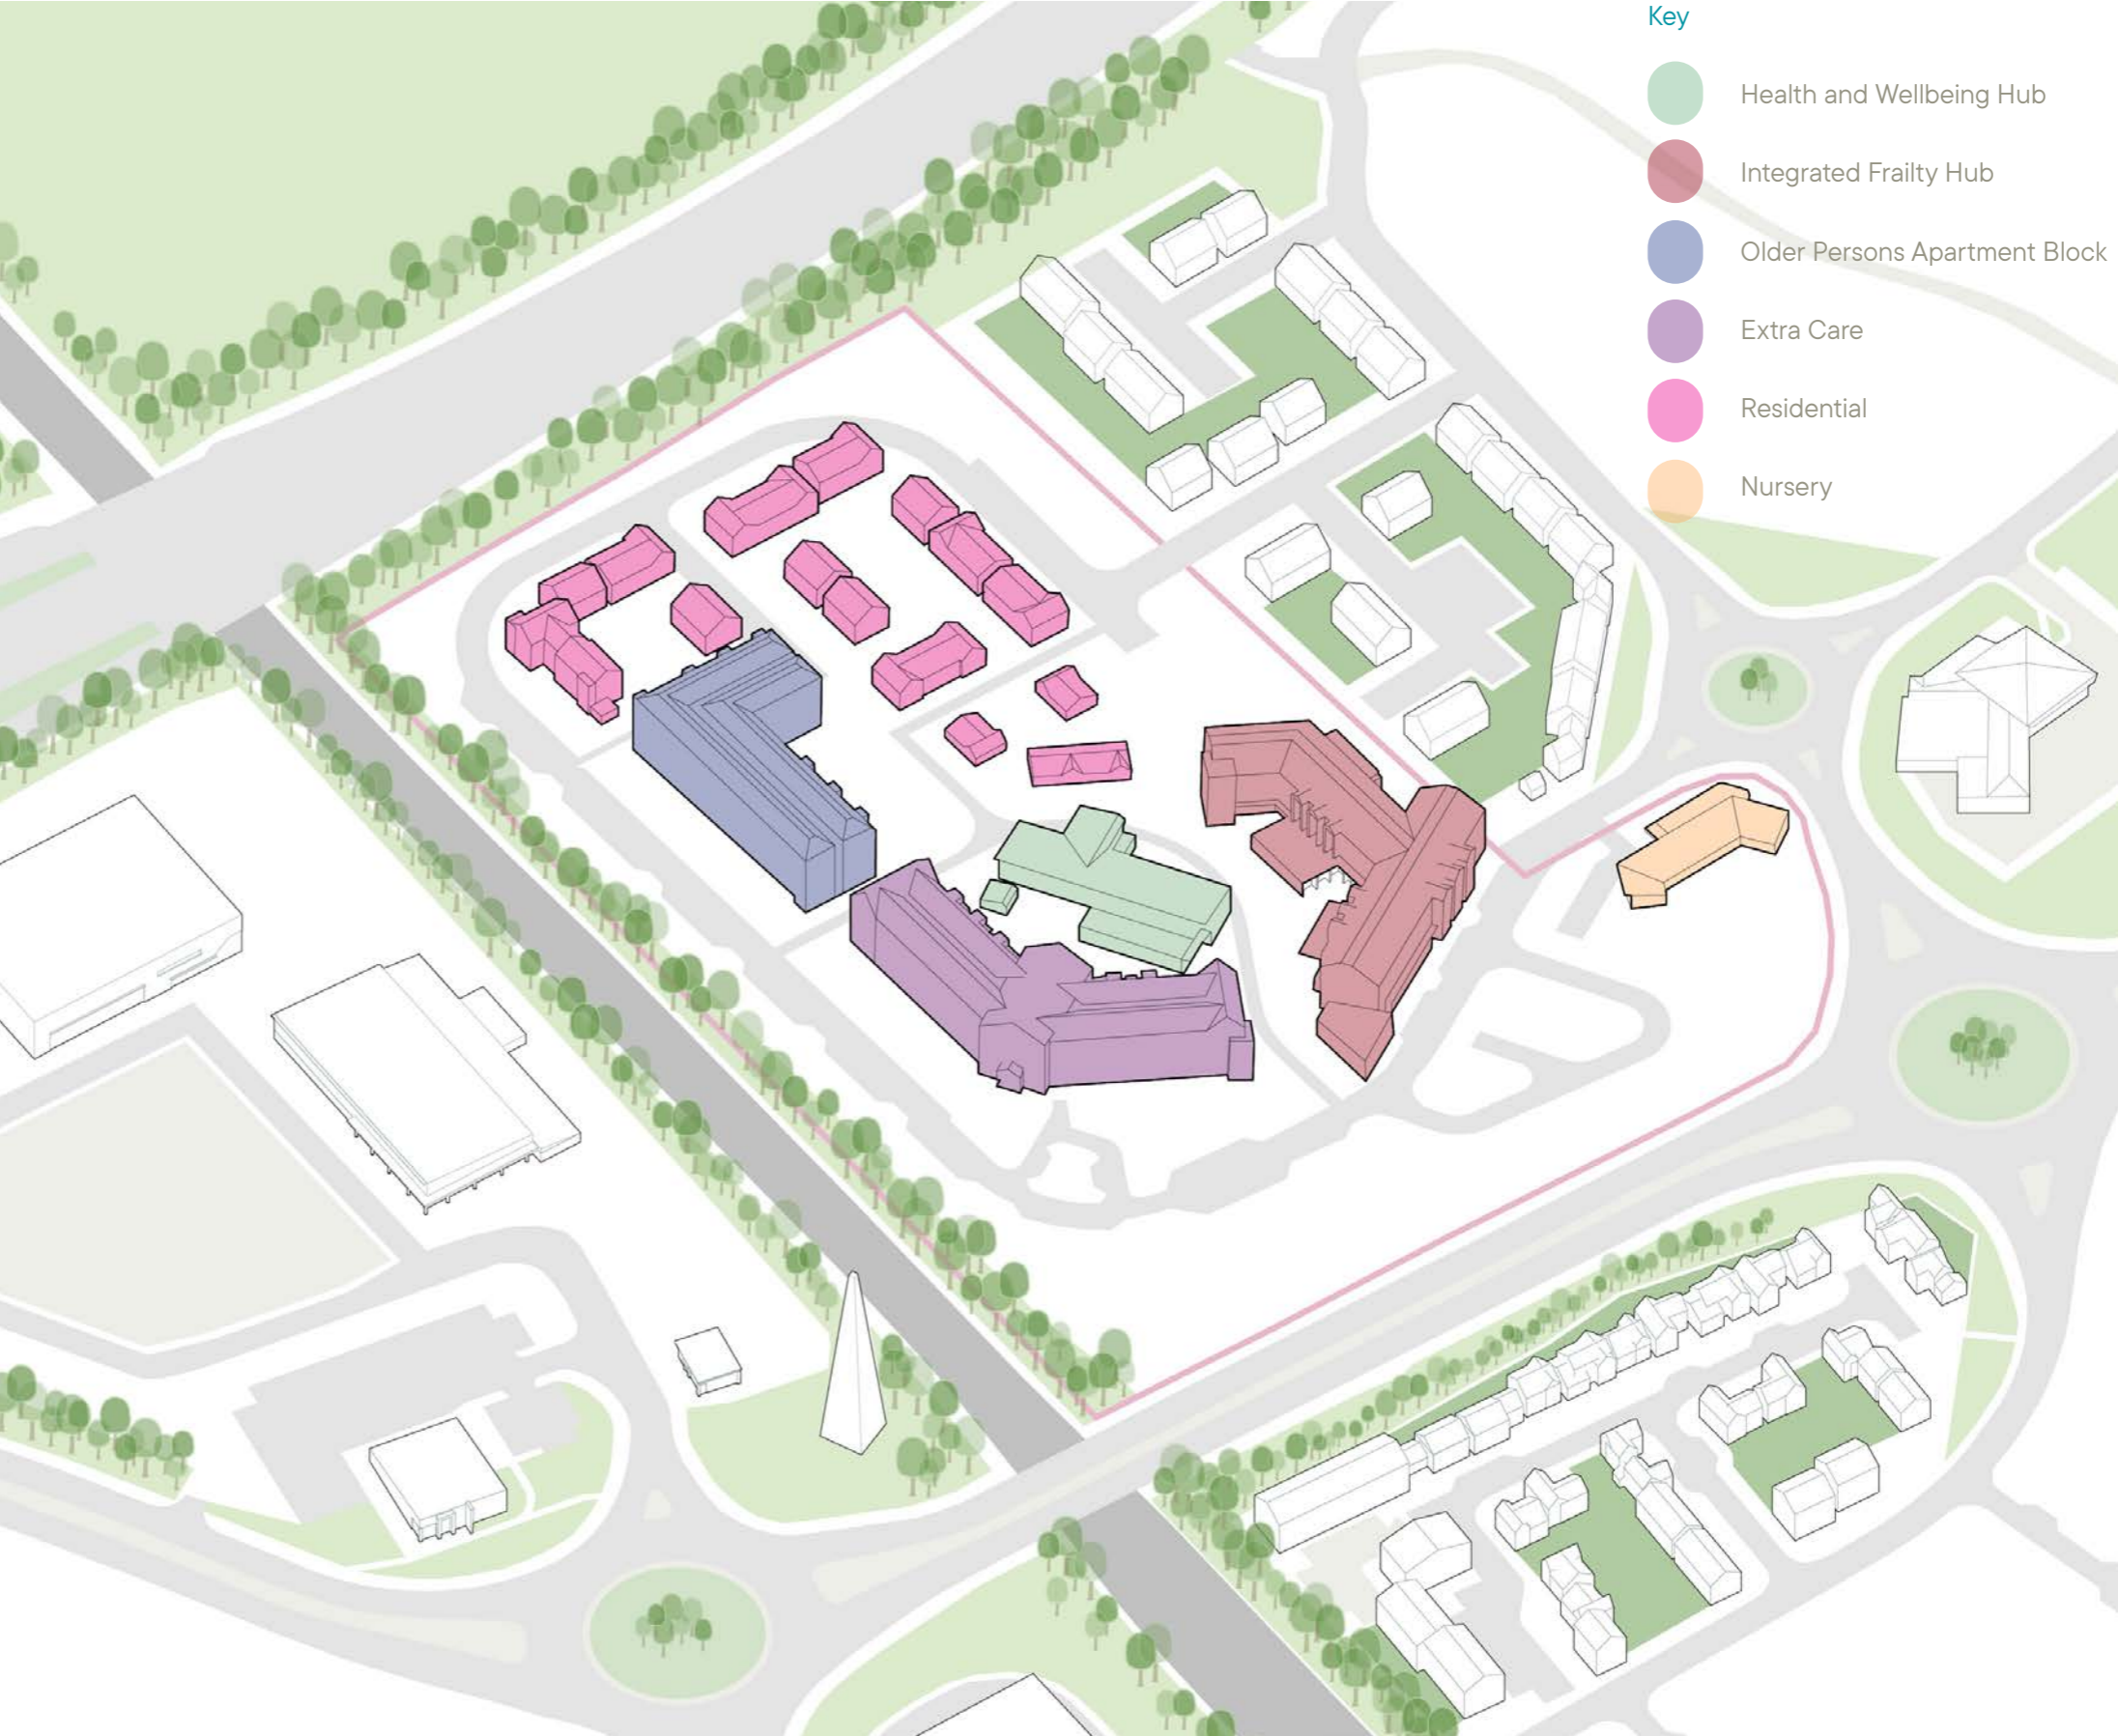 Key
Health and Wellbeing Hub
Integrated Frailty Hub
Older Persons Apartment Block
Extra Care
Residential
Nursery